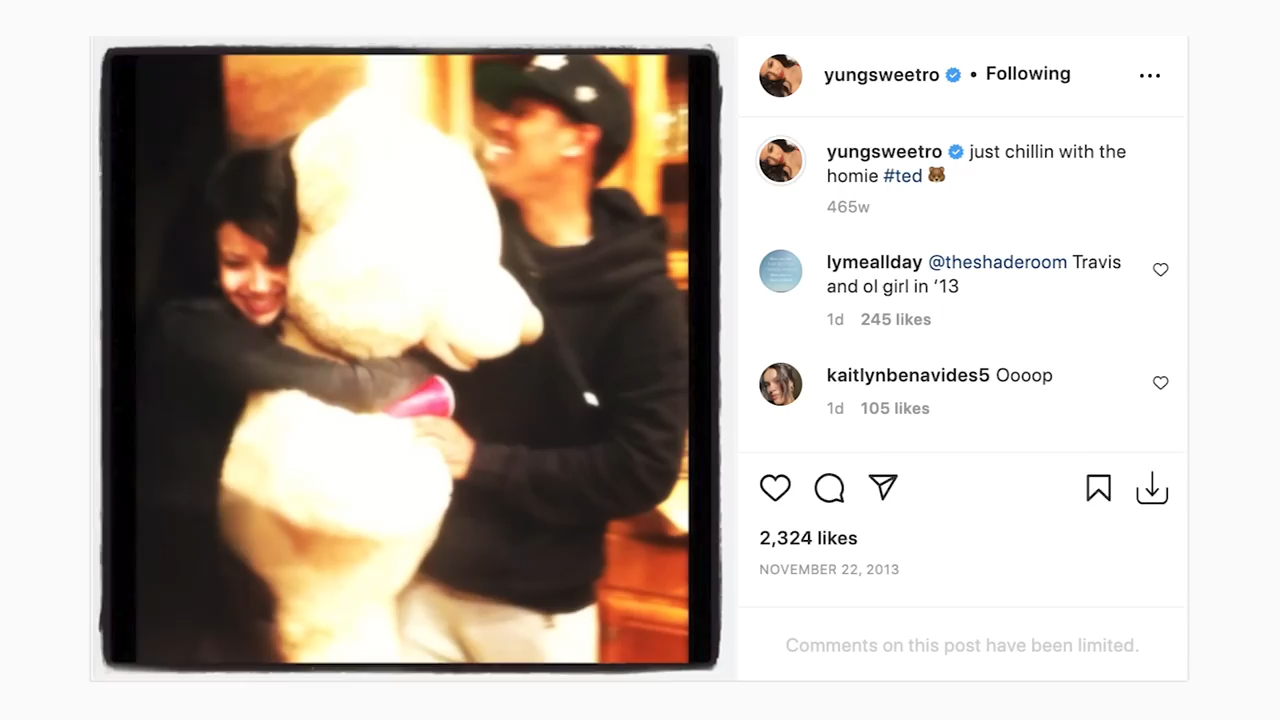 yungsweetro • Following
yungsweetro just chillin with the
homie #ted 🐻
465w
lymeallday @theshaderoom Travis
and ol girl in ‘13
1d 245 likes
kaitlynbenavides5 Oooop
1d 105 likes
2,324 likes
NOVEMBER 22, 2013
Comments on this post have been limited.